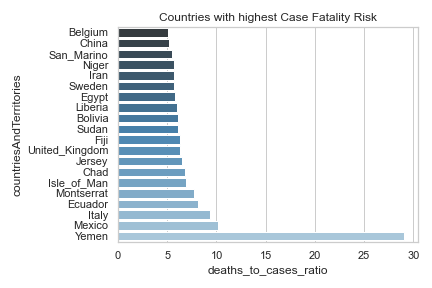 Countries with highest Case Fatality Risk
countriesAndTerritories
Belgium
China
San_Marino
Niger
Iran
Sweden
Egypt
Liberia
Bolivia
Sudan
Fiji
United_Kingdom
Jersey
Chad
Isle_of_Man
Montserrat
Ecuador
Italy
Mexico
Yemen
0 5 10 15 20 25 30
deaths_to_cases_ratio